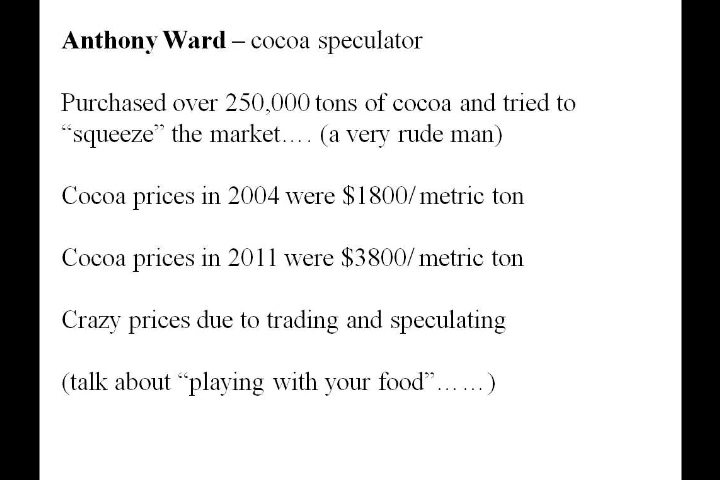 Anthony Ward – cocoa speculator
Purchased over 250,000 tons of cocoa and tried to
“squeeze” the market…. (a very rude man)
Cocoa prices in 2004 were $1800/metric ton
Cocoa prices in 2011 were $3800/metric ton
Crazy prices due to trading and speculating
(talk about “playing with your food”……)